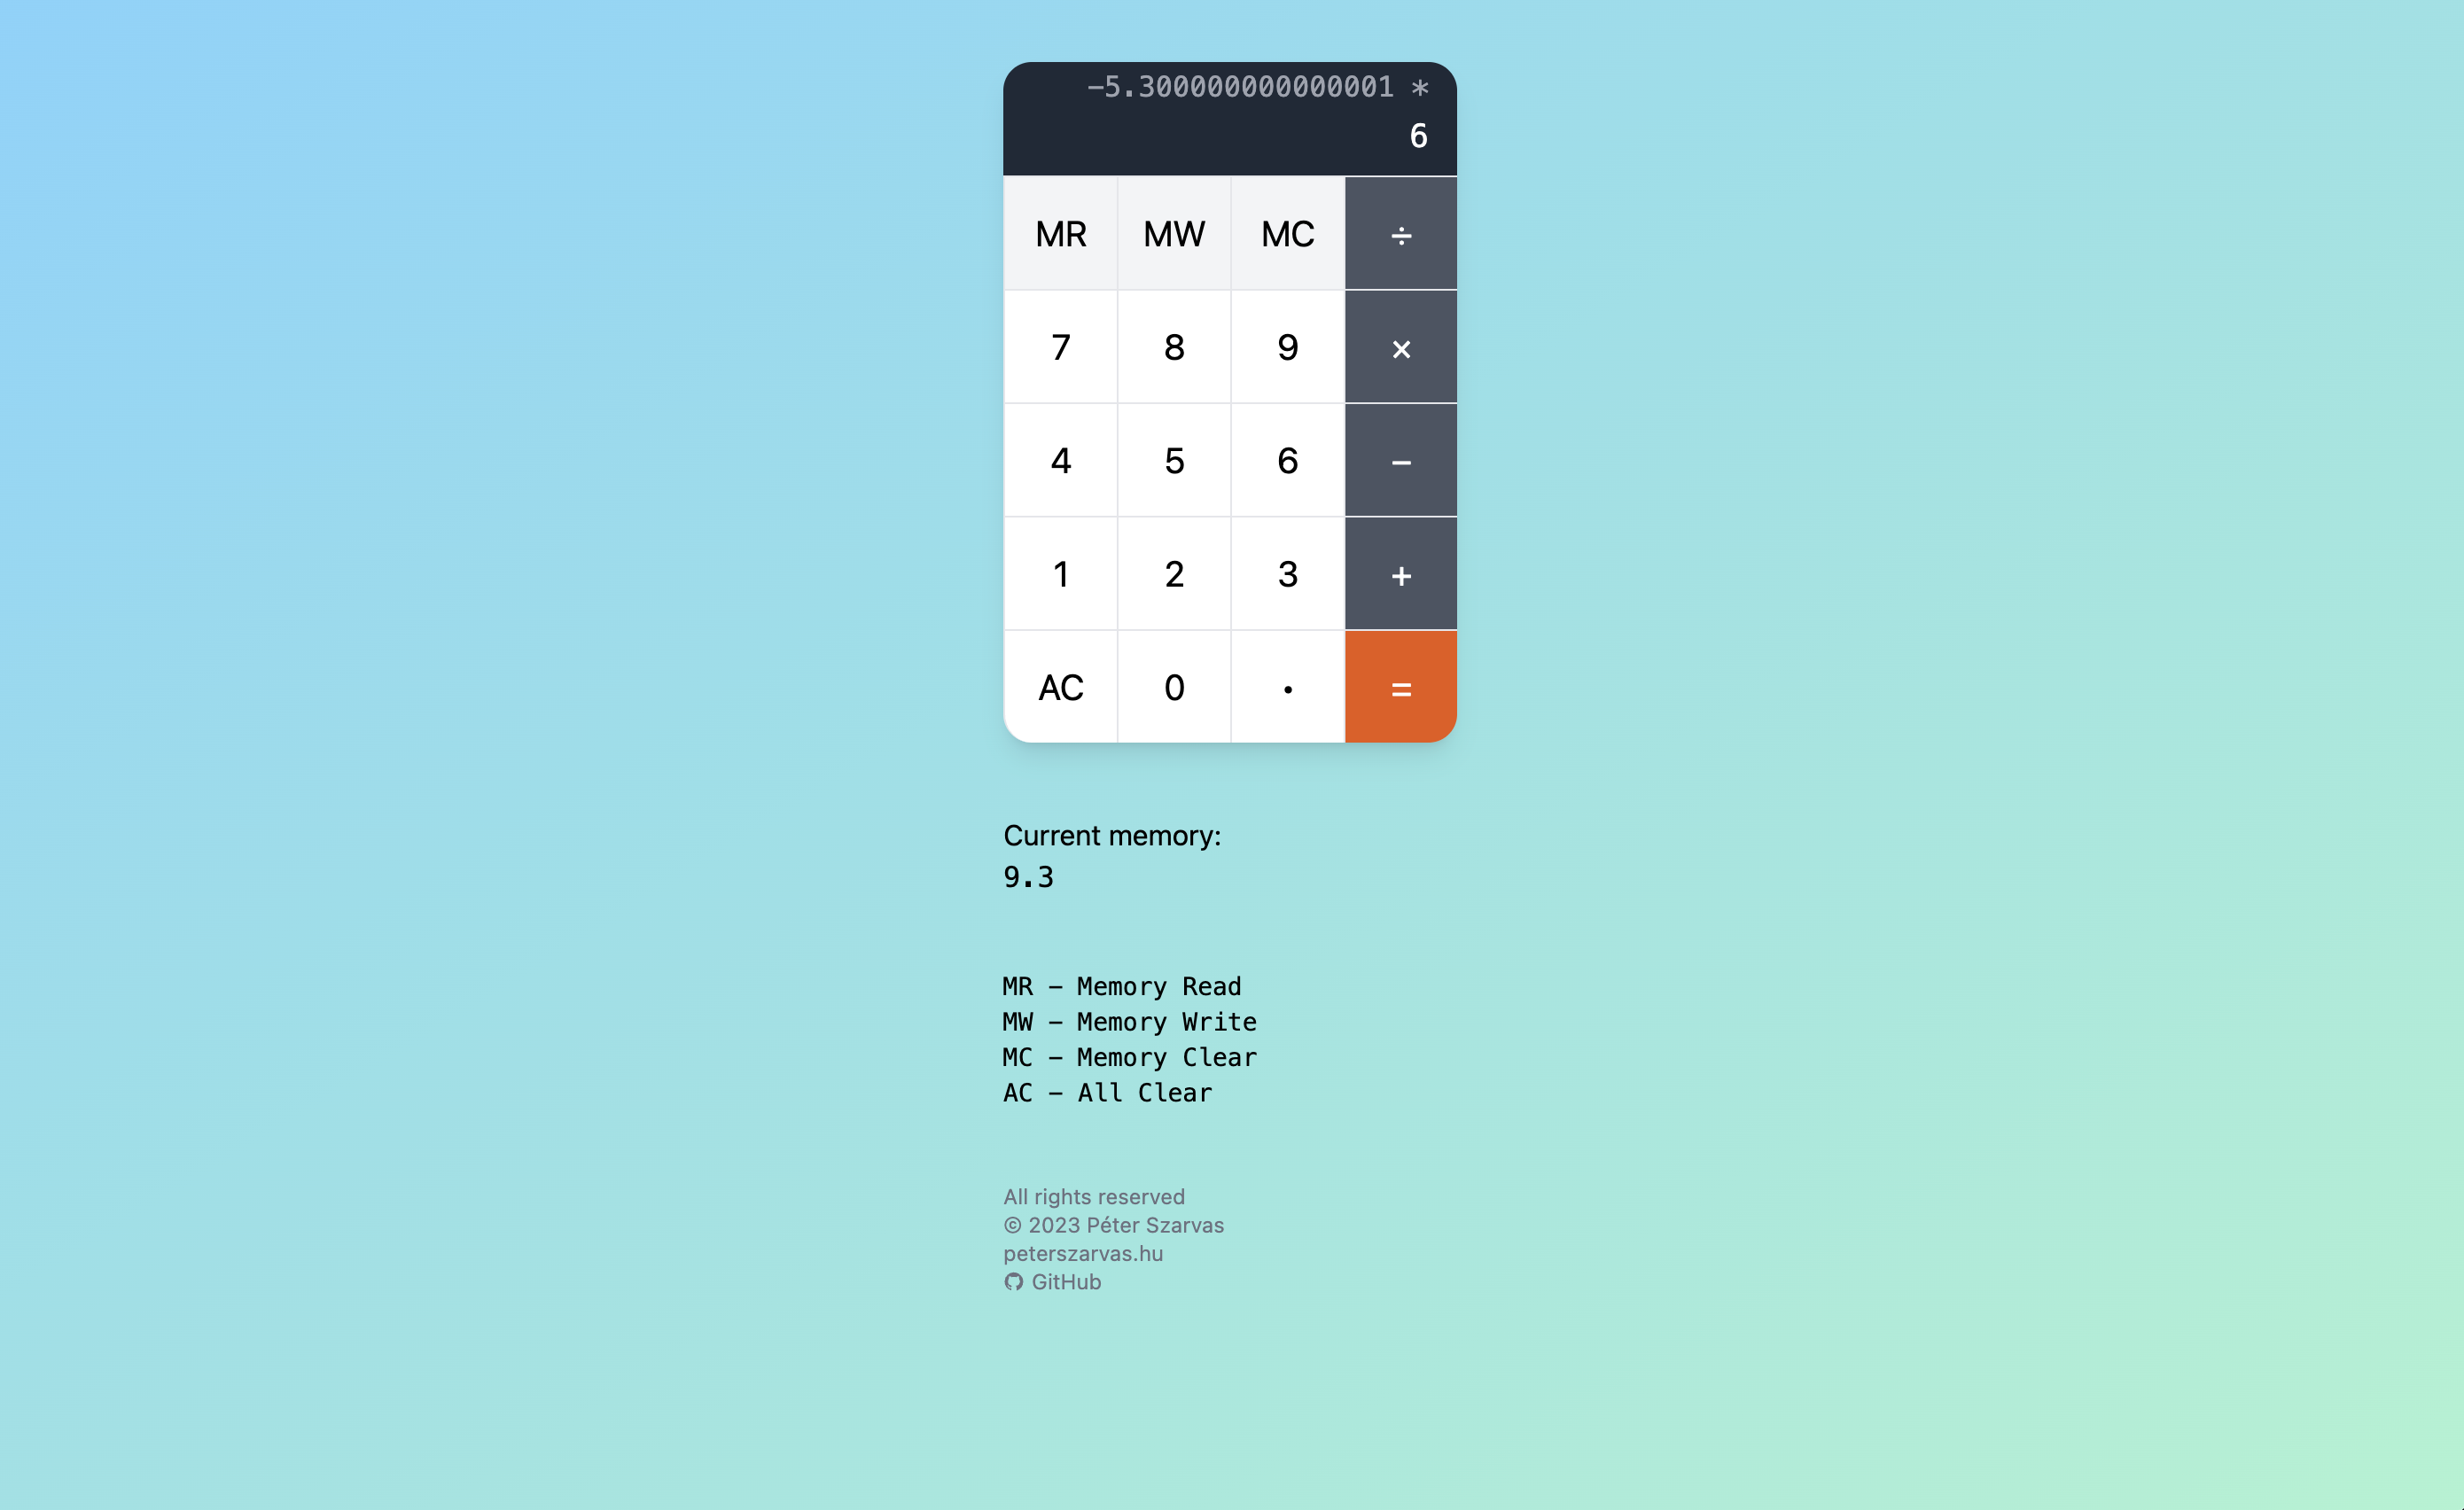 -5.300000000000001 *
6
MR MW MC ÷
7 8 9 ×
4 5 6 −
1 2 3 +
AC 0 · =
Current memory:
9.3
MR - Memory Read
MW - Memory Write
MC - Memory Clear
AC - All Clear
All rights reserved
© 2023 Péter Szarvas
peterszarvas.hu
GitHub